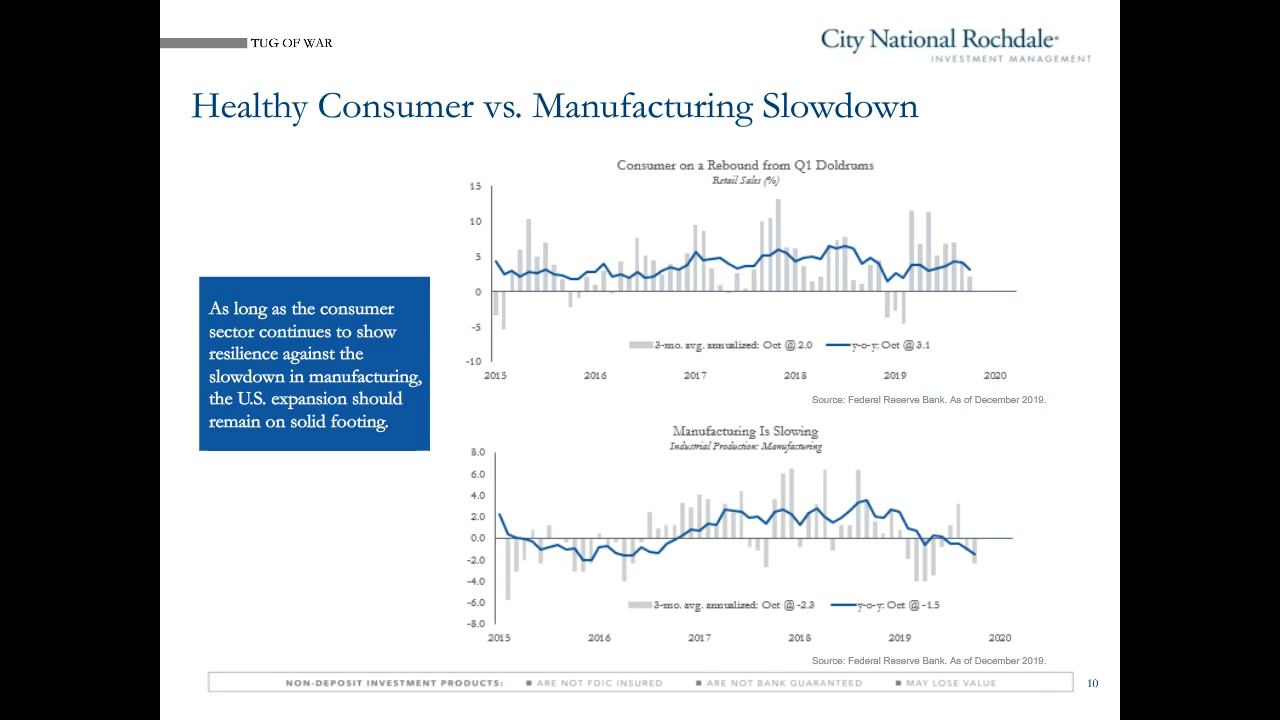 TUG OF WAR
City National Rochdale
INVESTMENT MANAGEMENT
Healthy Consumer vs. Manufacturing Slowdown
As long as the consumer
sector continues to show
resilience against the
slowdown in manufacturing,
the U.S. expansion should
remain on solid footing.
Consumer on a Rebound from Q1 Doldrums
Retail Sales (%)
15
10
5
0
-5
-10
3-mo. avg. annualized: Oct @ 2.0 y-o-y: Oct @ 3.1
2015 2016 2017 2018 2019 2020
Source: Federal Reserve Bank. As of December 2019.
Manufacturing Is Slowing
Industrial Production: Manufacturing
8.0
6.0
4.0
2.0
0.0
-2.0
-4.0
-6.0
-8.0
3-mo. avg. annualized: Oct @ -2.3 y-o-y: Oct @ -1.5
2015 2016 2017 2018 2019 2020
Source: Federal Reserve Bank. As of December 2019.
NON-DEPOSIT INVESTMENT PRODUCTS: ■ ARE NOT FDIC INSURED ■ ARE NOT BANK GUARANTEED ■ MAY LOSE VALUE
10